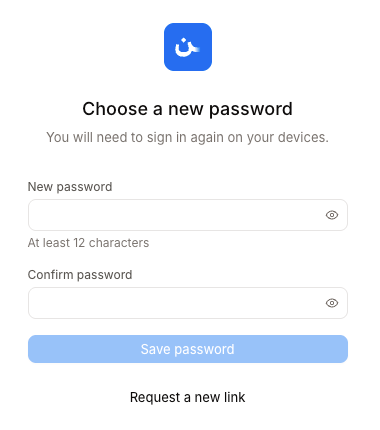 Choose a new password
You will need to sign in again on your devices.
New password
At least 12 characters
Confirm password
Save password
Request a new link